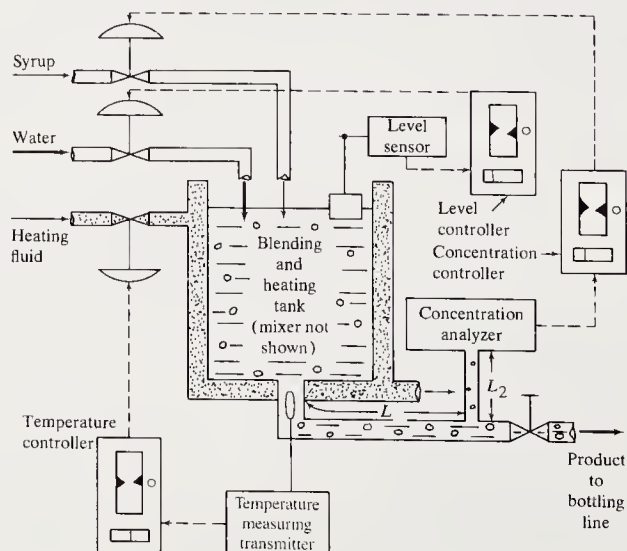 Syrup
Water
Heating
fluid
Level
sensor
Level
controller
Concentration
controller
Blending
and
heating
tank
(mixer not
shown)
Concentration
analyzer
L
L2
Temperature
controller
Temperature
measuring
transmitter
Product
to
bottling
line